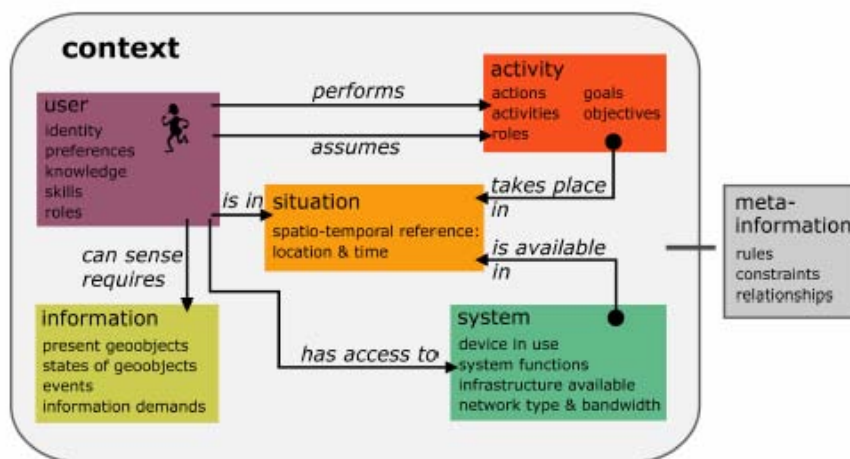 context
user
identity
preferences
knowledge
skills
roles
performs
assumes
activity
actions goals
activities objectives
roles
is in
situation
spatio-temporal reference:
location & time
takes place
in
is available
in
can sense
requires
information
present geoobjects
states of geoobjects
events
information demands
has access to
system
device in use
system functions
infrastructure available
network type & bandwidth
meta-
information
rules
constraints
relationships